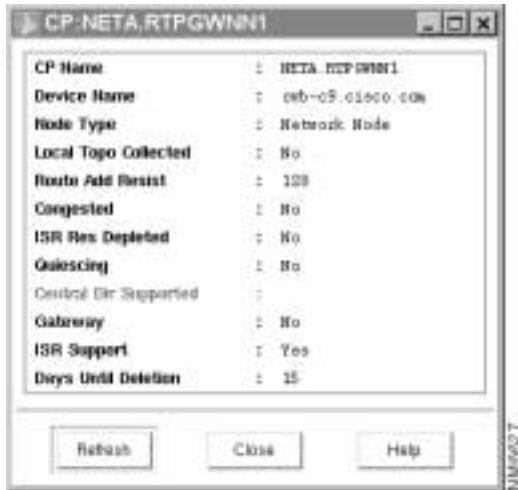 CP:NETA.RTPGWNN1
CP Name : NETA.RTPGWNN1
Device Name : cwb-c9.cisco.com
Node Type : Network Node
Local Topo Collected : No
Route Add Resist : 128
Congested : No
ISR Res Depleted : No
Quiescing : No
Central Dir Supported :
Gateway : No
ISR Support : Yes
Days Until Deletion : 15
Refresh Close Help